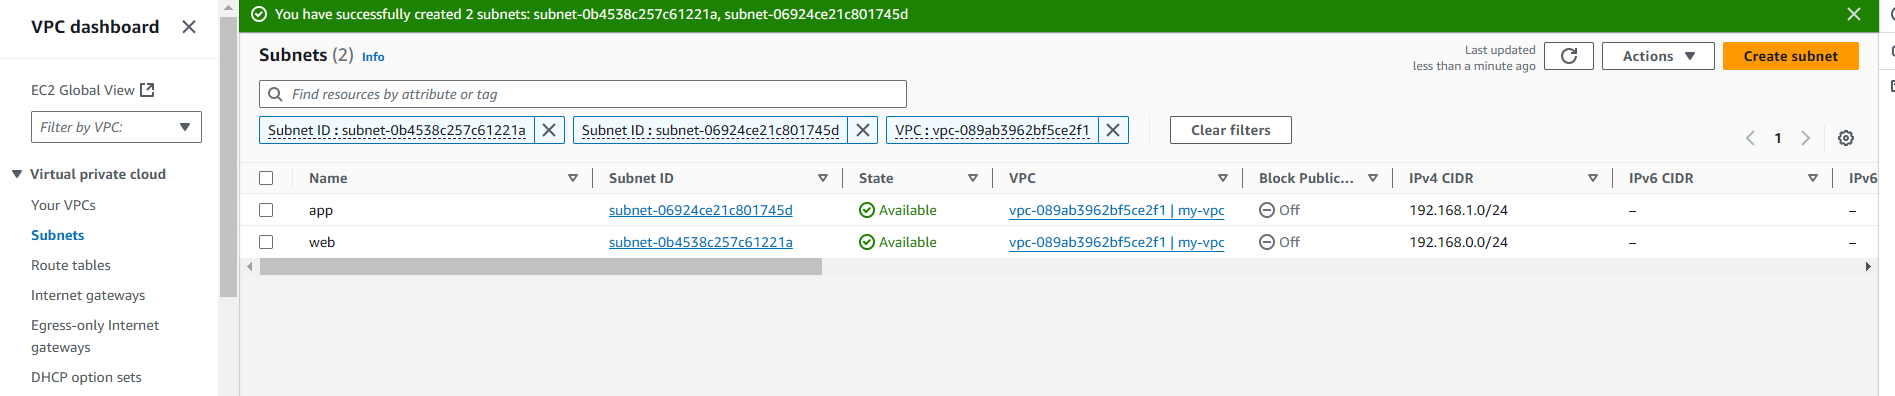 You have successfully created 2 subnets: subnet-0b4538c257c61221a, subnet-06924ce21c801745d
VPC dashboard
EC2 Global View
Filter by VPC:
Virtual private cloud
Your VPCs
Subnets
Route tables
Internet gateways
Egress-only Internet
gateways
DHCP option sets
Subnets (2) Info
Last updated
less than a minute ago
Actions
Create subnet
Find resources by attribute or tag
Subnet ID : subnet-0b4538c257c61221a
Subnet ID : subnet-06924ce21c801745d
VPC : vpc-089ab3962bf5ce2f1
Clear filters
1
Name Subnet ID State VPC Block Public... IPv4 CIDR IPv6 CIDR IPv6
app subnet-06924ce21c801745d Available vpc-089ab3962bf5ce2f1 | my-vpc Off 192.168.1.0/24 – –
web subnet-0b4538c257c61221a Available vpc-089ab3962bf5ce2f1 | my-vpc Off 192.168.0.0/24 – –